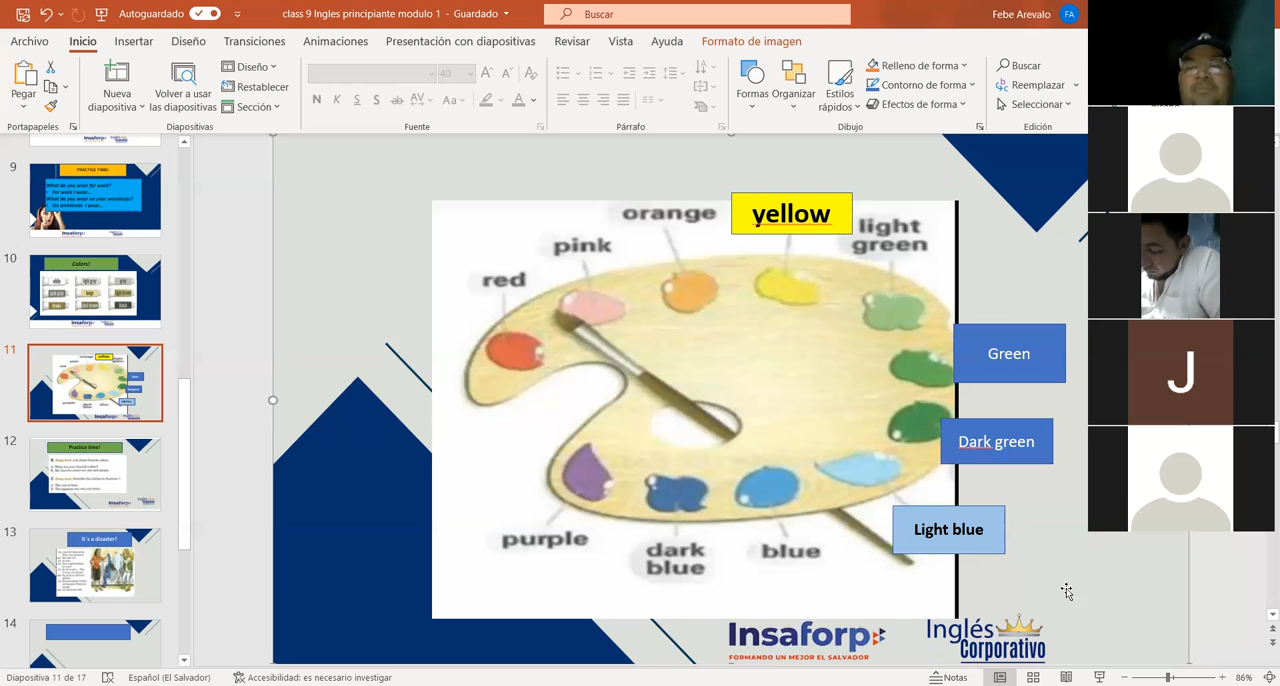 Autoguardado
class 9 Ingles principiante modulo 1 - Guardado
Buscar
Febe Arevalo
FA
Archivo
Inicio
Insertar
Diseño
Transiciones
Animaciones
Presentación con diapositivas
Revisar
Vista
Ayuda
Formato de imagen
Pegar
Nueva
diapositiva
Volver a usar
las diapositivas
Diseño
Restablecer
Sección
40
N K S S ab AV Aa A
Formas
Organizar
Estilos
rápidos
Relleno de forma
Contorno de forma
Efectos de forma
Buscar
Reemplazar
Seleccionar
Portapapeles
Diapositivas
Fuente
Párrafo
Dibujo
Edición
Insaforp
9
PRACTICE TIME!
What do you wear for work?
For work I wear...
What do you wear on your weekends?
On weekends I wear...
10
Colors!
11
12
Practice time!
13
It's a disaster!
14
orange
yellow
light
green
pink
red
Green
Dark green
Light blue
purple
dark
blue
blue
Insaforp
FORMANDO UN MEJOR EL SALVADOR
Inglés
Corporativo
J
Diapositiva 11 de 17
Español (El Salvador)
Accesibilidad: es necesario investigar
Notas
86%